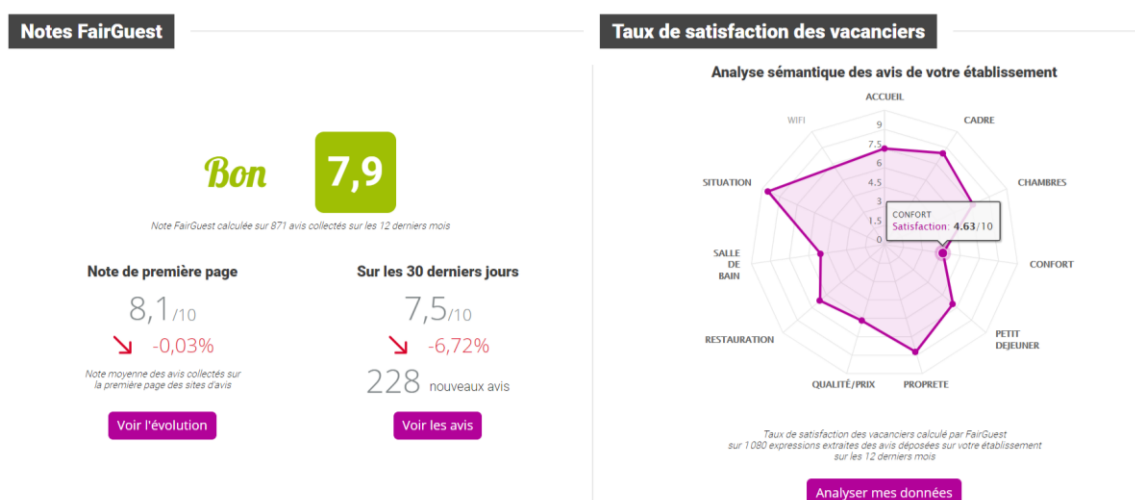 Notes FairGuest
Bon
7,9
Note FairGuest calculée sur 871 avis collectés sur les 12 derniers mois
Note de première page
8,1/10
-0,03%
Note moyenne des avis collectés sur
la première page des sites d'avis
Voir l'évolution
Sur les 30 derniers jours
7,5/10
-6,72%
228 nouveaux avis
Voir les avis
Taux de satisfaction des vacanciers
Analyse sémantique des avis de votre établissement
ACCUEIL
WIFI
CADRE
9
7.5
6
4.5
3
1.5
0
SITUATION
CHAMBRES
CONFORT
Satisfaction: 4.63/10
SALLE
DE
BAIN
CONFORT
RESTAURATION
PETIT
DEJEUNER
QUALITÉ/PRIX
PROPRETE
Taux de satisfaction des vacanciers calculé par FairGuest
sur 1080 expressions extraites des avis déposées sur votre établissement
sur les 12 derniers mois
Analyser mes données